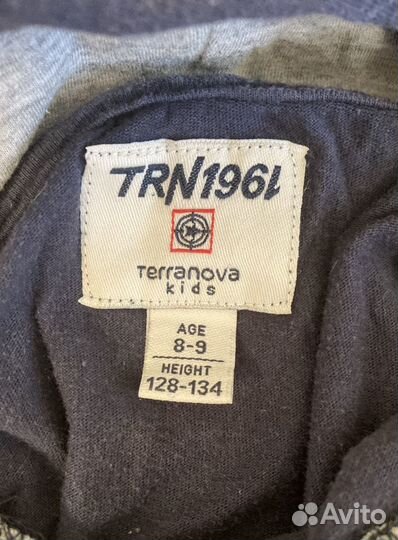 TRN1961
terranova
kids
AGE
8-9
HEIGHT
128-134
Avito